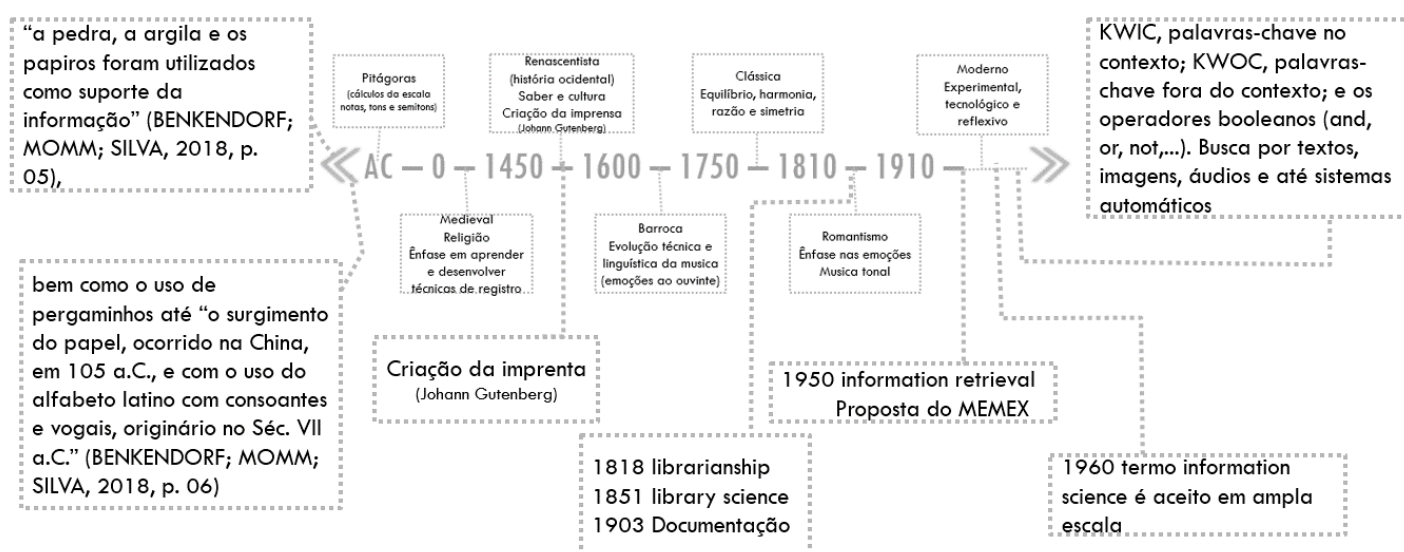 “a pedra, a argila e os
papiros foram utilizados
como suporte da
informação” (BENKENDORF;
MOMM; SILVA, 2018, p.
05),
Pitágoras
(cálculos da escala
notas, tons e semitons)
Renascentista
(história ocidental)
Saber e cultura
Criação da imprensa
(Johann Gutenberg)
Clássica
Equilíbrio, harmonia,
razão e simetria
Moderno
Experimental,
tecnológico e
reflexivo
KWIC, palavras-chave no
contexto; KWOC, palavras-
chave fora do contexto; e os
operadores booleanos (and,
or, not,...). Busca por textos,
imagens, áudios e até sistemas
automáticos
AC – 0 – 1450 – 1600 – 1750 – 1810 – 1910 –
Medieval
Religião
Ênfase em aprender
e desenvolver
técnicas de registro
Barroca
Evolução técnica e
linguística da musica
(emoções ao ouvinte)
Romantismo
Ênfase nas emoções
Musica tonal
bem como o uso de
pergaminhos até “o surgimento
do papel, ocorrido na China,
em 105 a.C., e com o uso do
alfabeto latino com consoantes
e vogais, originário no Séc. VII
a.C.” (BENKENDORF; MOMM;
SILVA, 2018, p. 06)
Criação da imprenta
(Johann Gutenberg)
1818 librarianship
1851 library science
1903 Documentação
1950 information retrieval
Proposta do MEMEX
1960 termo information
science é aceito em ampla
escala